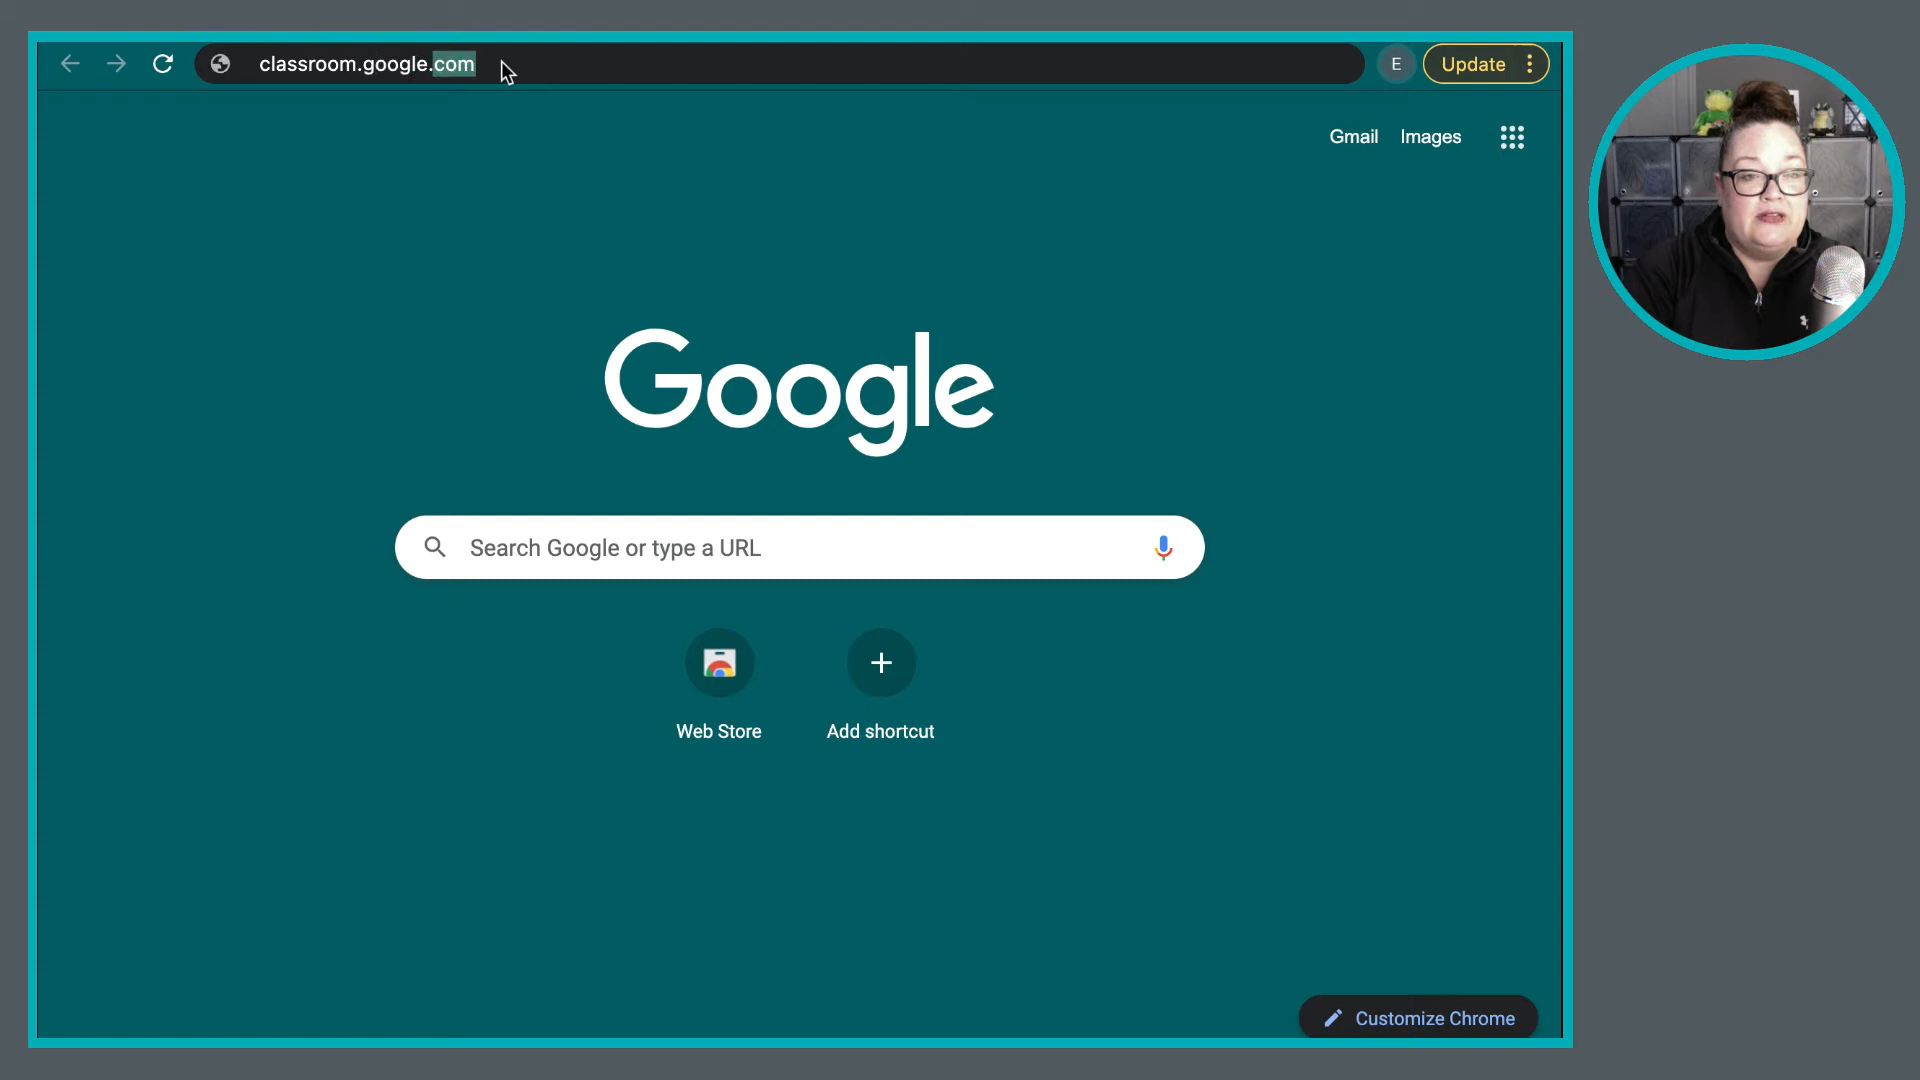 classroom.google.com
E
Update
Gmail
Images
Google
Search Google or type a URL
Web Store
Add shortcut
Customize Chrome